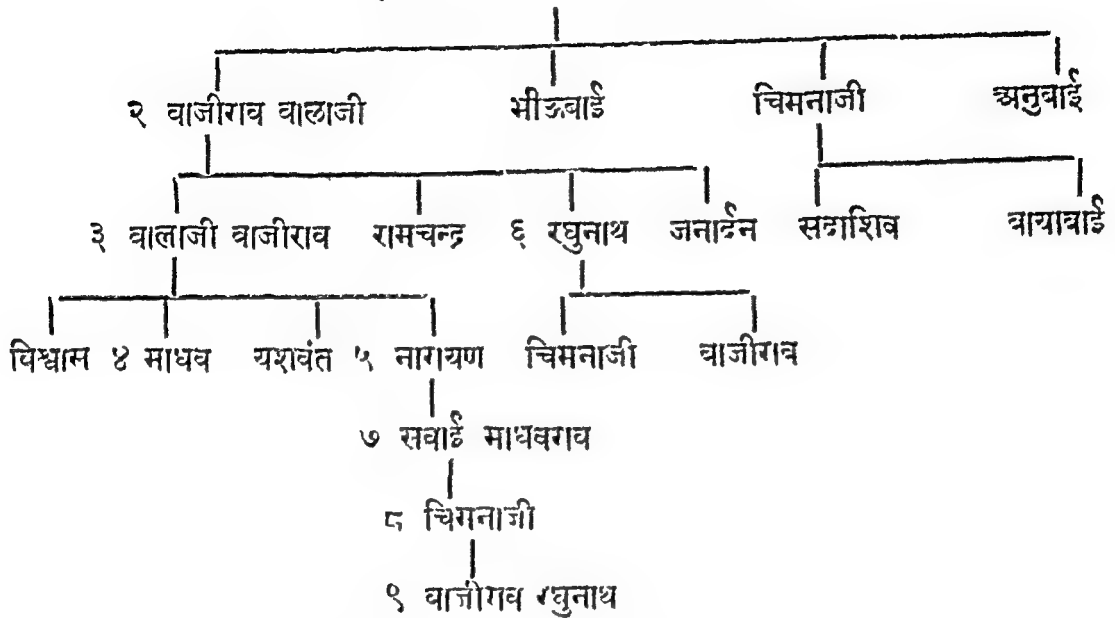 २ वाजीराव वालाजी भीऊबाई चिमनाजी अनुबाई
३ वालाजी वाजीराव रामचन्द्र ६ रघुनाथ जनार्दन सदाशिव वायावाई
विश्वास ४ माधव यशवंत ५ नारायण चिमनाजी वाजीराव
७ सवाई माधवराव
८ चिमनाजी
९ वाजीराव रघुनाथ